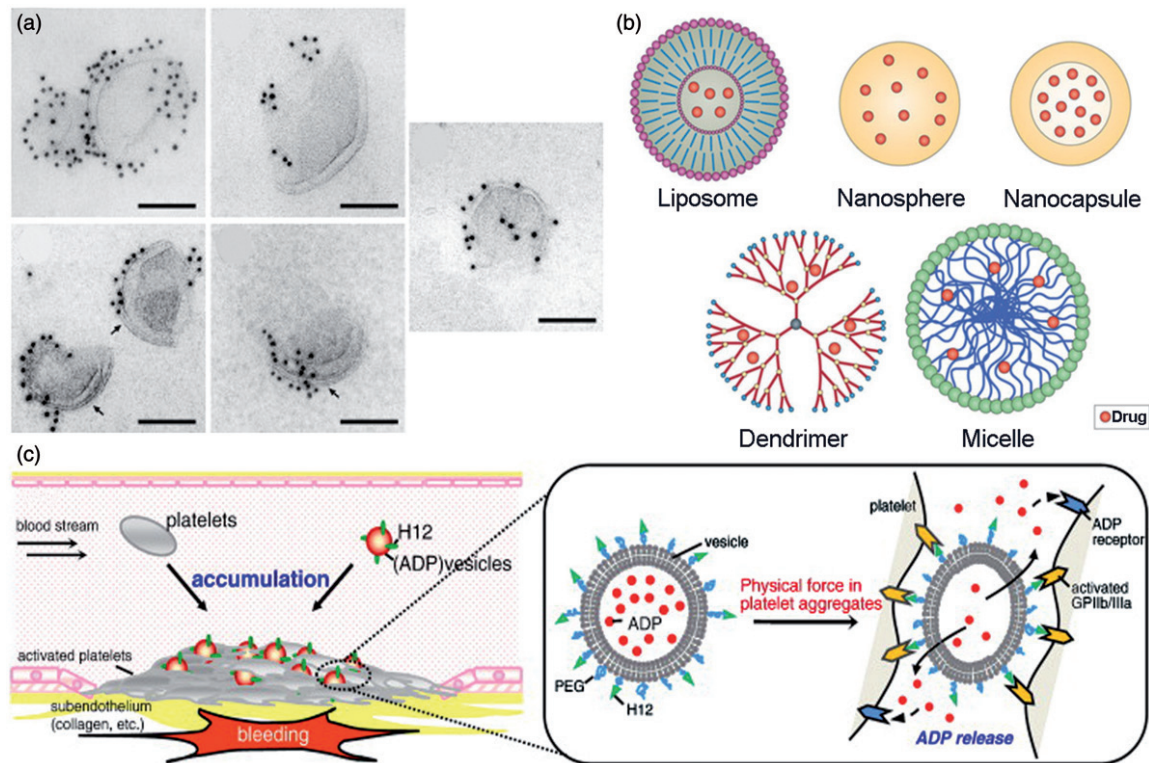 (a)
(b)
Liposome
Nanosphere
Nanocapsule
Dendrimer
Micelle
Drug
(c)
blood stream
platelets
H12
(ADP)vesicles
accumulation
activated platelets
subendothelium
(collagen, etc.)
bleeding
vesicle
ADP
PEG
H12
Physical force in
platelet aggregates
platelet
ADP
receptor
activated
GPIIb/IIIa
ADP release